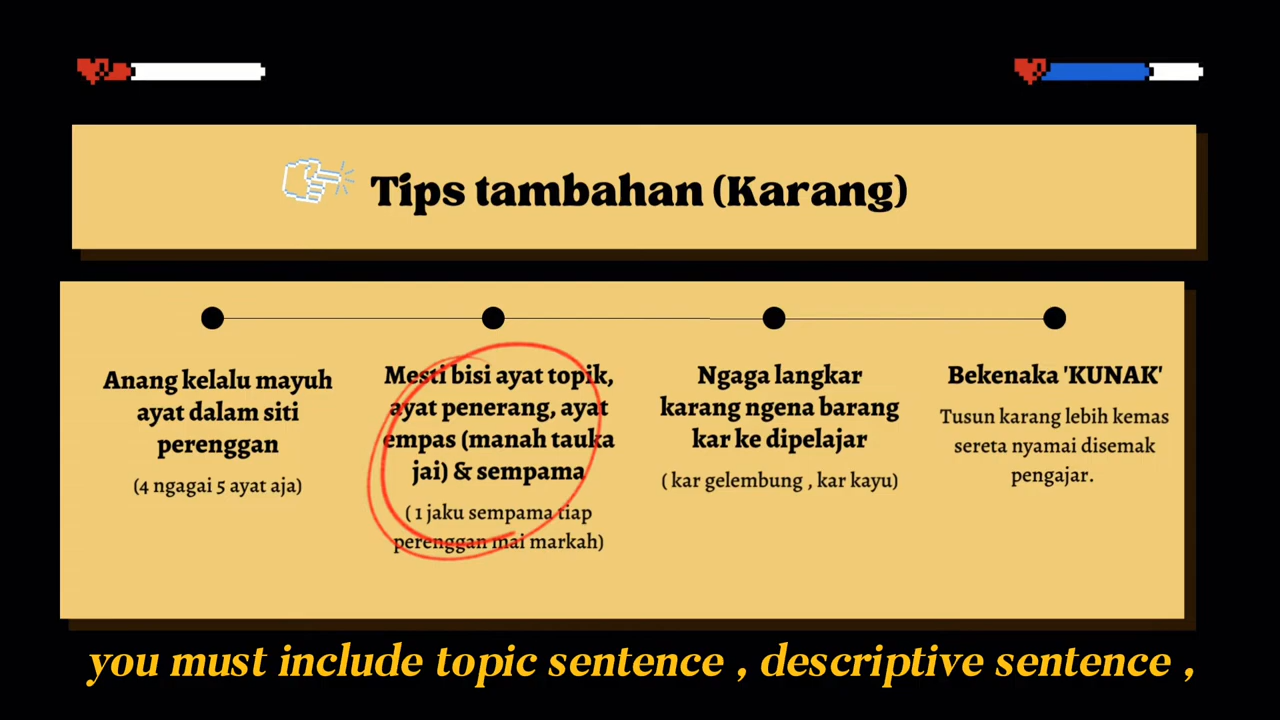 Tips tambahan (Karang)
Anang kelalu mayuh
ayat dalam siti
perenggan
(4 ngagai 5 ayat aja)
Mesti bisi ayat topik,
ayat penerang, ayat
empas (manah tauka
jai) & sempama
( 1 jaku sempama tiap
perenggan mai markah)
Ngaga langkar
karang ngena barang
kar ke dipelajar
( kar gelembung , kar kayu)
Bekenaka 'KUNAK'
Tusun karang lebih kemas
sereta nyamai disemak
pengajar.
you must include topic sentence , descriptive sentence ,